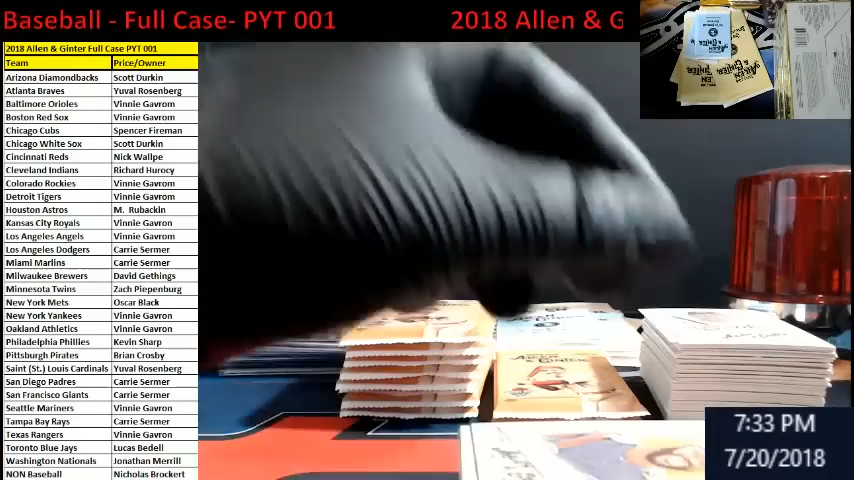 Baseball - Full Case- PYT 001
2018 Allen & G
2018 Allen & Ginter Full Case PYT 001
Team Price/Owner
Arizona Diamondbacks Scott Durkin
Atlanta Braves Yuval Rosenberg
Baltimore Orioles Vinnie Gavrom
Boston Red Sox Vinnie Gavrom
Chicago Cubs Spencer Fireman
Chicago White Sox Scott Durkin
Cincinnati Reds Nick Wallpe
Cleveland Indians Richard Hurocy
Colorado Rockies Vinnie Gavrom
Detroit Tigers Vinnie Gavrom
Houston Astros M. Rubackin
Kansas City Royals Vinnie Gavron
Los Angeles Angels Vinnie Gavrom
Los Angeles Dodgers Carrie Sermer
Miami Marlins Carrie Sermer
Milwaukee Brewers David Gethings
Minnesota Twins Zach Piepenburg
New York Mets Oscar Black
New York Yankees Vinnie Gavron
Oakland Athletics Vinnie Gavron
Philadelphia Phillies Kevin Sharp
Pittsburgh Pirates Brian Crosby
Saint (St.) Louis Cardinals Yuval Rosenberg
San Diego Padres Carrie Sermer
San Francisco Giants Carrie Sermer
Seattle Mariners Vinnie Gavron
Tampa Bay Rays Carrie Sermer
Texas Rangers Vinnie Gavron
Toronto Blue Jays Lucas Bedell
Washington Nationals Jonathan Merrill
NON Baseball Nicholas Brockert
7:33 PM
7/20/2018